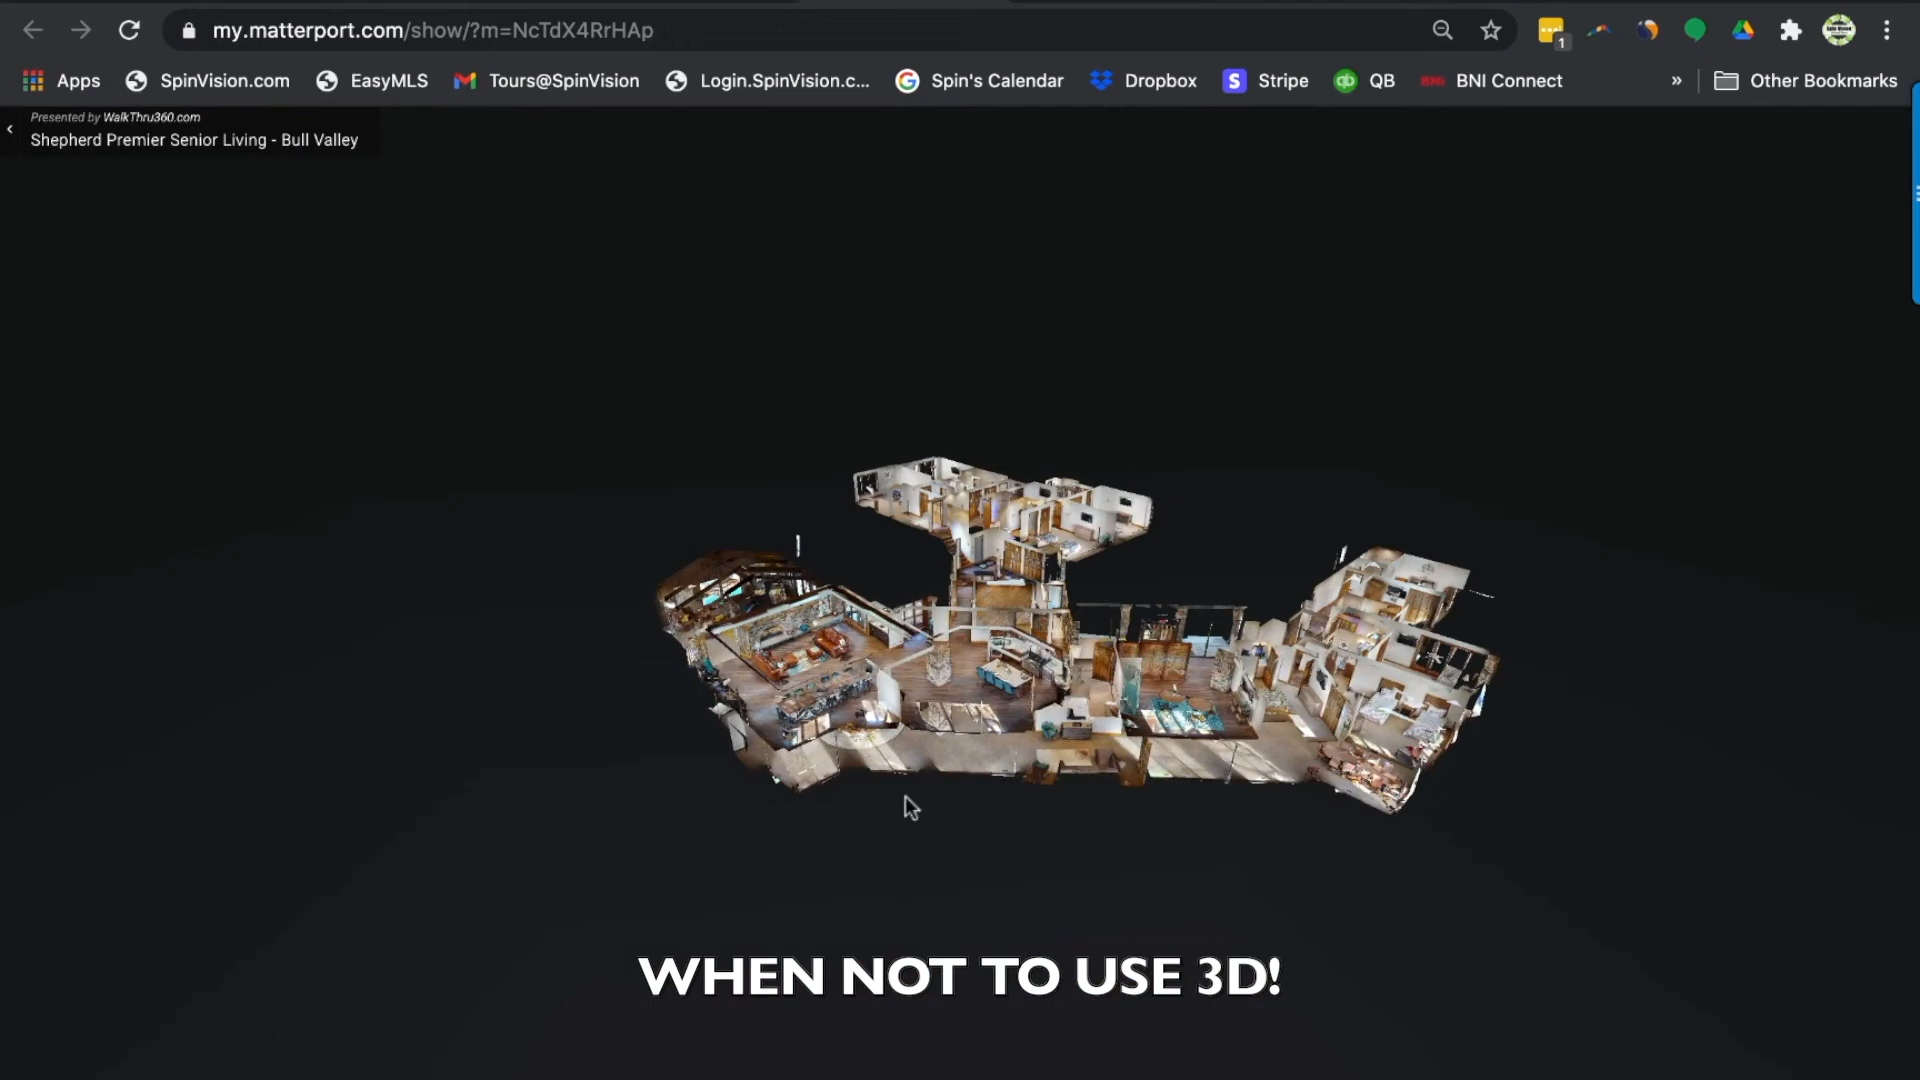 my.matterport.com/show/?m=NcTdX4RrHAp
1
Apps SpinVision.com EasyMLS Tours@SpinVision Login.SpinVision.c... Spin's Calendar Dropbox Stripe QB BNI Connect » Other Bookmarks
Presented by WalkThru360.com
Shepherd Premier Senior Living - Bull Valley
WHEN NOT TO USE 3D!